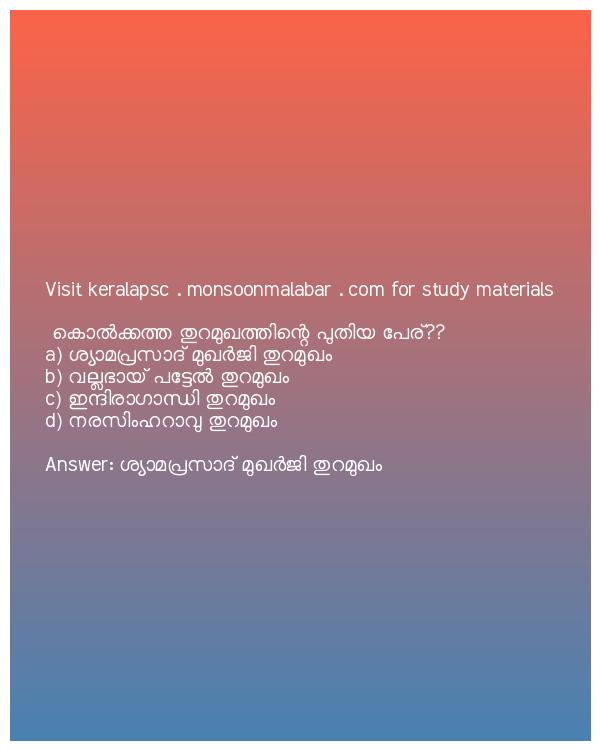 Visit keralapsc . monsoonmalabar . com for study materials
കൊൽക്കത്ത തുറമുഖത്തിന്റെ പുതിയ പേര്??
a) ശ്യാമപ്രസാദ് മുഖർജി തുറമുഖം
b) വല്ലഭായ് പട്ടേൽ തുറമുഖം
c) ഇന്ദിരാഗാന്ധി തുറമുഖം
d) നരസിംഹറാവു തുറമുഖം
Answer: ശ്യാമപ്രസാദ് മുഖർജി തുറമുഖം